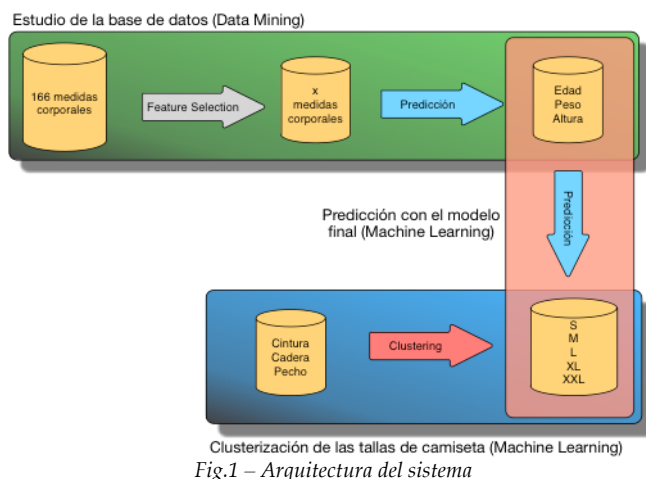 Estudio de la base de datos (Data Mining)
166 medidas
corporales
Feature Selection
x
medidas
corporales
Predicción
Edad
Peso
Altura
Predicción con el modelo
final (Machine Learning)
Predicción
Cintura
Cadera
Pecho
Clustering
S
M
L
XL
XXL
Clusterización de las tallas de camiseta (Machine Learning)
Fig.1 – Arquitectura del sistema